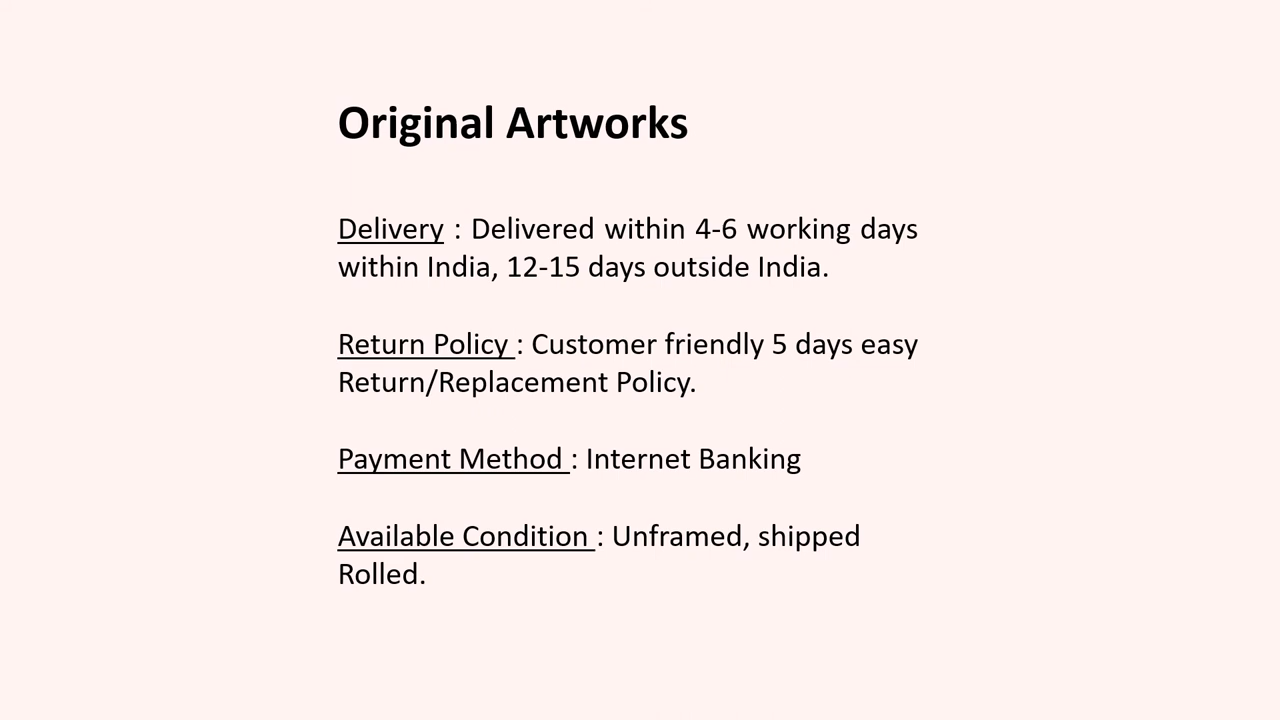 Original Artworks
Delivery : Delivered within 4-6 working days
within India, 12-15 days outside India.
Return Policy : Customer friendly 5 days easy
Return/Replacement Policy.
Payment Method : Internet Banking
Available Condition : Unframed, shipped
Rolled.